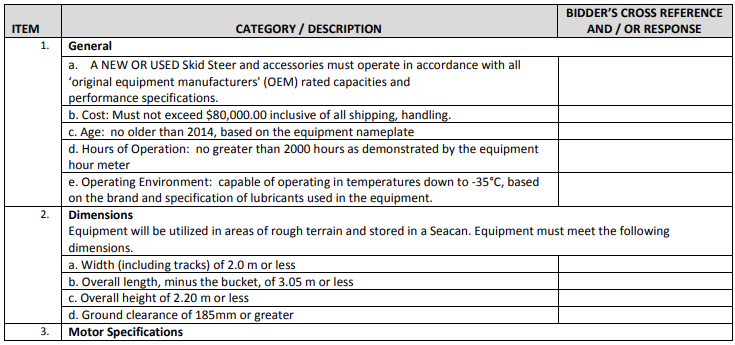 BIDDER’S CROSS REFERENCE
ITEM CATEGORY / DESCRIPTION AND / OR RESPONSE
1. General
a. A NEW OR USED Skid Steer and accessories must operate in accordance with all
‘original equipment manufacturers' (OEM) rated capacities and
performance specifications.
b. Cost: Must not exceed $80,000.00 inclusive of all shipping, handling.
c. Age: no older than 2014, based on the equipment nameplate
d. Hours of Operation: no greater than 2000 hours as demonstrated by the equipment
hour meter
e. Operating Environment: capable of operating in temperatures down to -35°C, based
on the brand and specification of lubricants used in the equipment.
2. Dimensions
Equipment will be utilized in areas of rough terrain and stored in a Seacan. Equipment must meet the following
dimensions.
a. Width (including tracks) of 2.0 m or less
b. Overall length, minus the bucket, of 3.05 m or less
c. Overall height of 2.20 m or less
d. Ground clearance of 185mm or greater
3. Motor Specifications